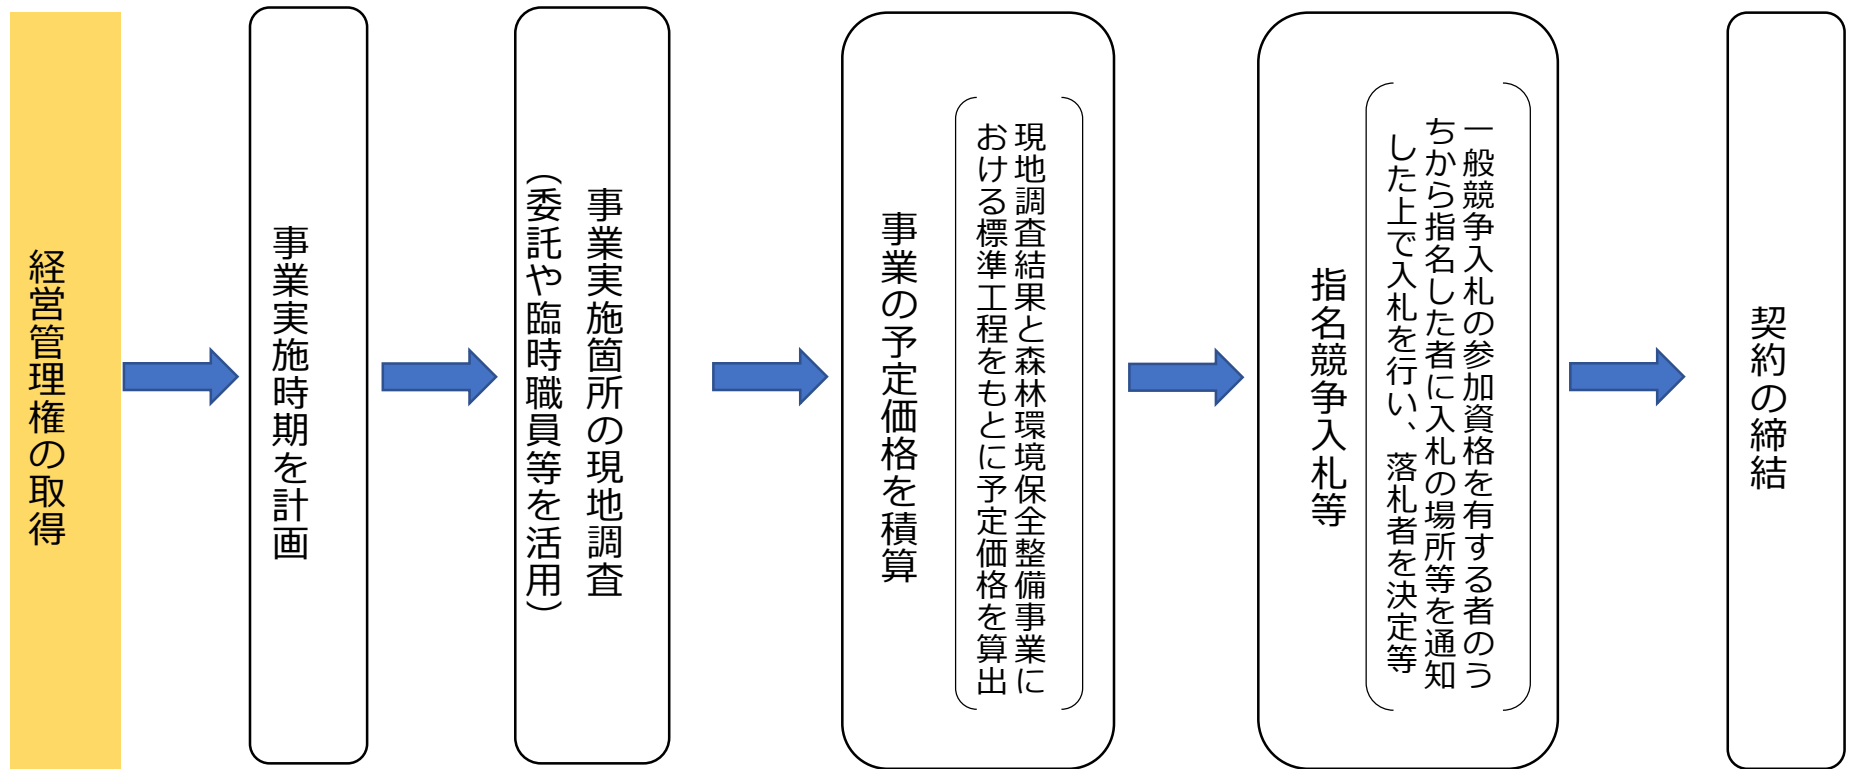 経営管理権の取得
事業実施時期を計画
事業実施箇所の現地調査
（委託や臨時職員等を活用）
事業の予定価格を積算
現地調査結果と森林環境保全整備事業に
おける標準工程をもとに予定価格を算出
指名競争入札等
一般競争入札の参加資格を有する者のう
ちから指名した者に入札の場所等を通知
した上で入札を行い、落札者を決定等
契約の締結